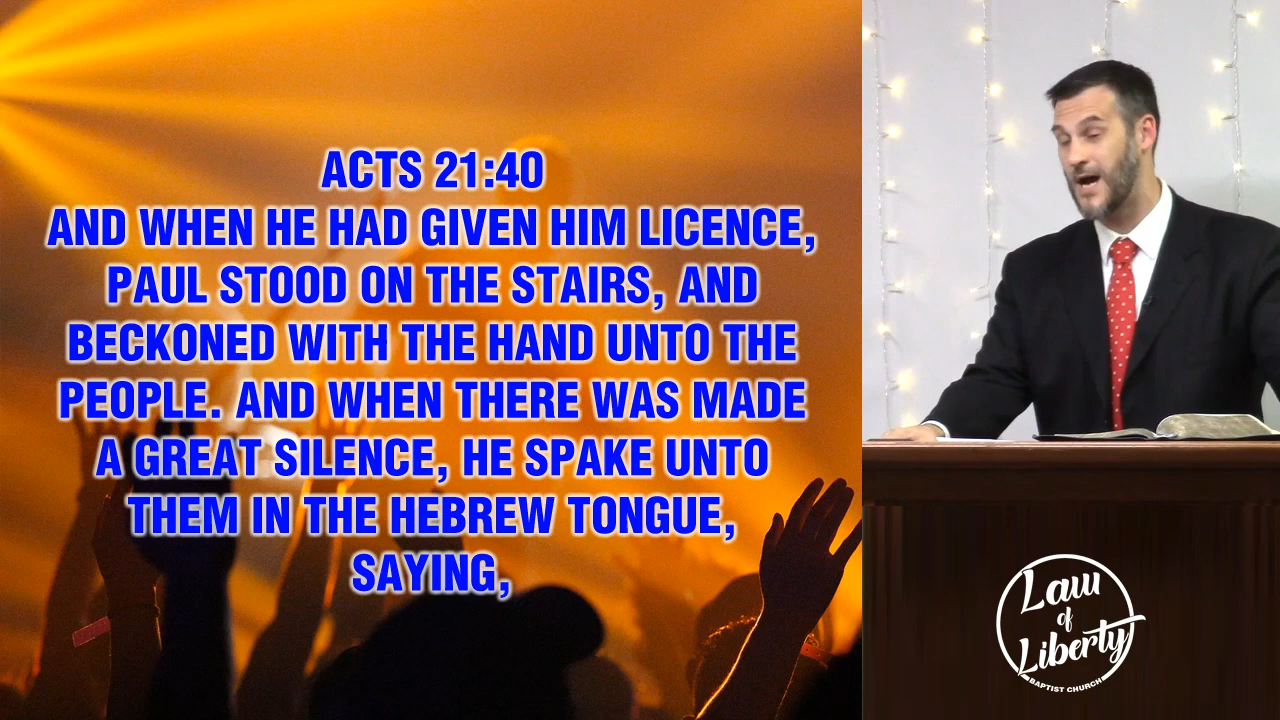 ACTS 21:40
AND WHEN HE HAD GIVEN HIM LICENCE,
PAUL STOOD ON THE STAIRS, AND
BECKONED WITH THE HAND UNTO THE
PEOPLE. AND WHEN THERE WAS MADE
A GREAT SILENCE, HE SPAKE UNTO
THEM IN THE HEBREW TONGUE,
SAYING,
Law
of
Liberty
BAPTIST CHURCH